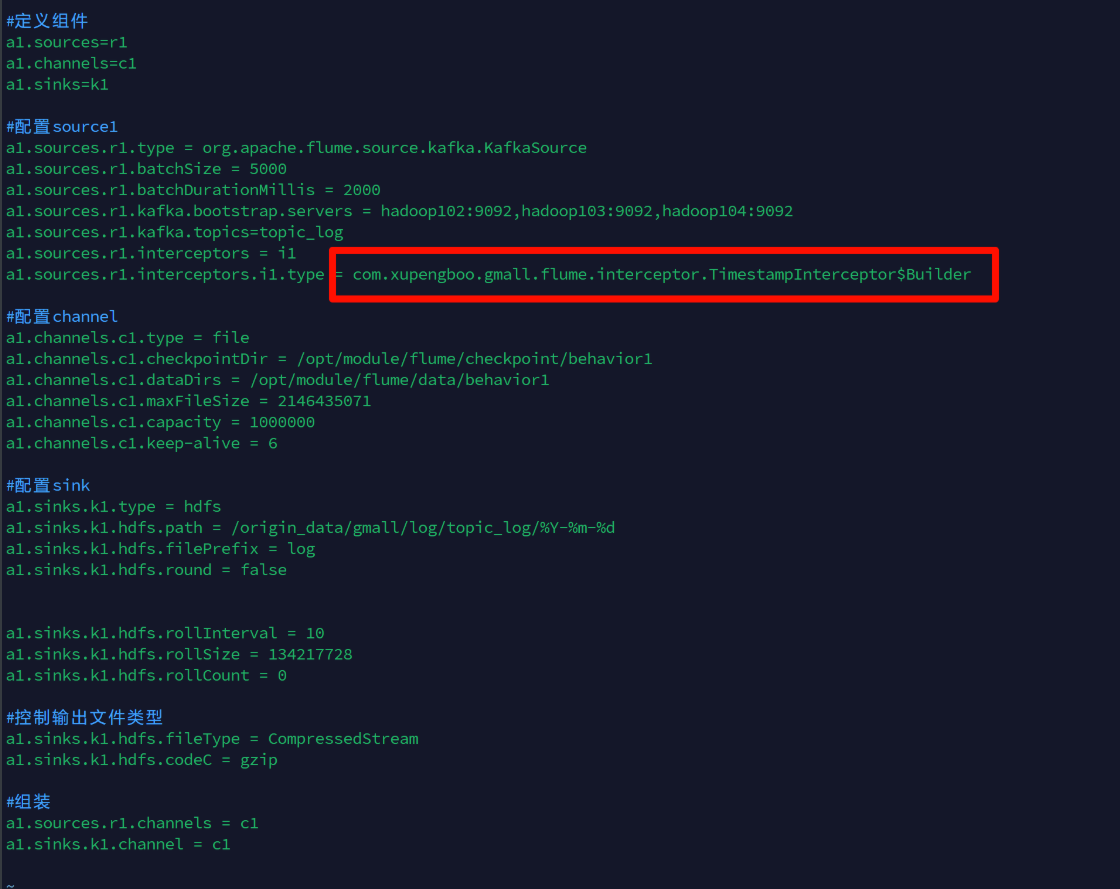 #定义组件
a1.sources=r1
a1.channels=c1
a1.sinks=k1
#配置source1
a1.sources.r1.type = org.apache.flume.source.kafka.KafkaSource
a1.sources.r1.batchSize = 5000
a1.sources.r1.batchDurationMillis = 2000
a1.sources.r1.kafka.bootstrap.servers = hadoop102:9092,hadoop103:9092,hadoop104:9092
a1.sources.r1.kafka.topics=topic_log
a1.sources.r1.interceptors = i1
a1.sources.r1.interceptors.i1.type = com.xupengboo.gmall.flume.interceptor.TimestampInterceptor$Builder
#配置channel
a1.channels.c1.type = file
a1.channels.c1.checkpointDir = /opt/module/flume/checkpoint/behavior1
a1.channels.c1.dataDirs = /opt/module/flume/data/behavior1
a1.channels.c1.maxFileSize = 2146435071
a1.channels.c1.capacity = 1000000
a1.channels.c1.keep-alive = 6
#配置sink
a1.sinks.k1.type = hdfs
a1.sinks.k1.hdfs.path = /origin_data/gmall/log/topic_log/%Y-%m-%d
a1.sinks.k1.hdfs.filePrefix = log
a1.sinks.k1.hdfs.round = false
a1.sinks.k1.hdfs.rollInterval = 10
a1.sinks.k1.hdfs.rollSize = 134217728
a1.sinks.k1.hdfs.rollCount = 0
#控制输出文件类型
a1.sinks.k1.hdfs.fileType = CompressedStream
a1.sinks.k1.hdfs.codeC = gzip
#组装
a1.sources.r1.channels = c1
a1.sinks.k1.channel = c1
~